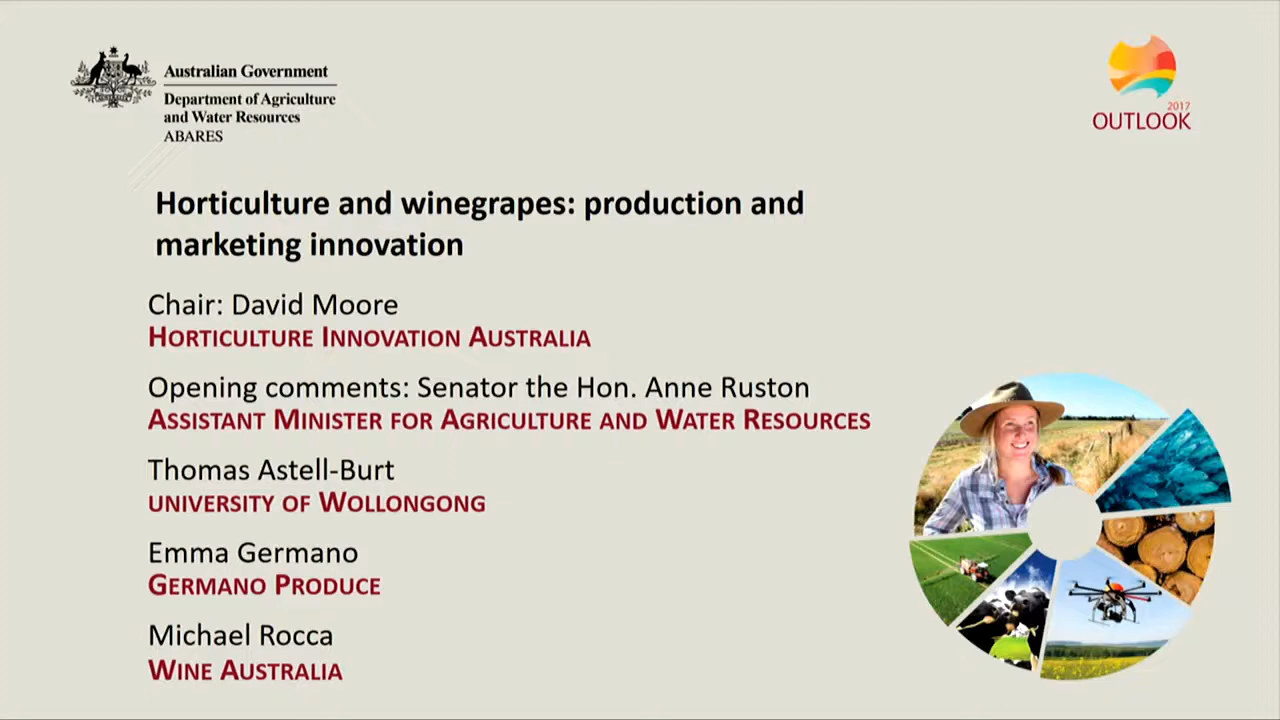 Australian Government
Department of Agriculture
and Water Resources
ABARES
2017
OUTLOOK
Horticulture and winegrapes: production and
marketing innovation
Chair: David Moore
HORTICULTURE INNOVATION AUSTRALIA
Opening comments: Senator the Hon. Anne Ruston
ASSISTANT MINISTER FOR AGRICULTURE AND WATER RESOURCES
Thomas Astell-Burt
UNIVERSITY OF WOLLONGONG
Emma Germano
GERMANO PRODUCE
Michael Rocca
WINE AUSTRALIA